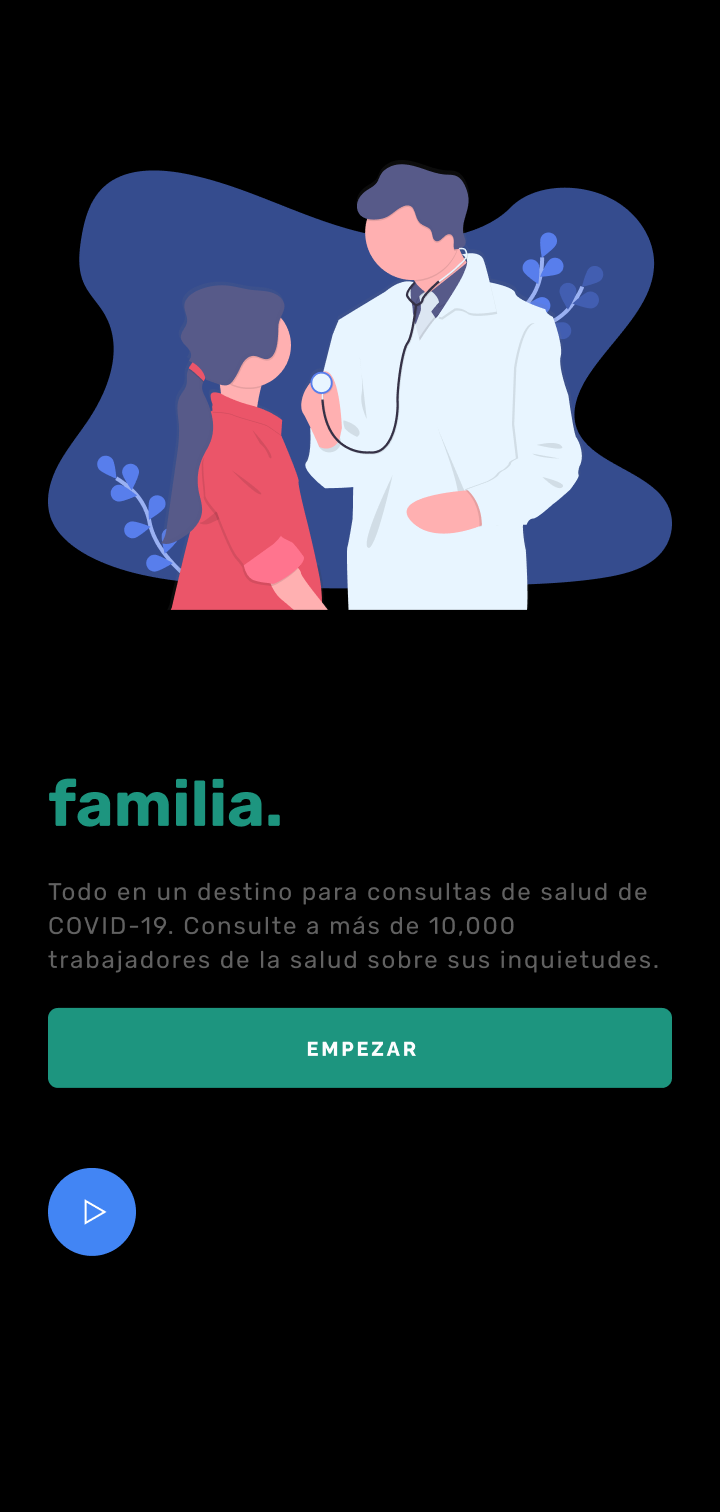 familia.
Todo en un destino para consultas de salud de
COVID-19. Consulte a más de 10,000
trabajadores de la salud sobre sus inquietudes.
EMPEZAR